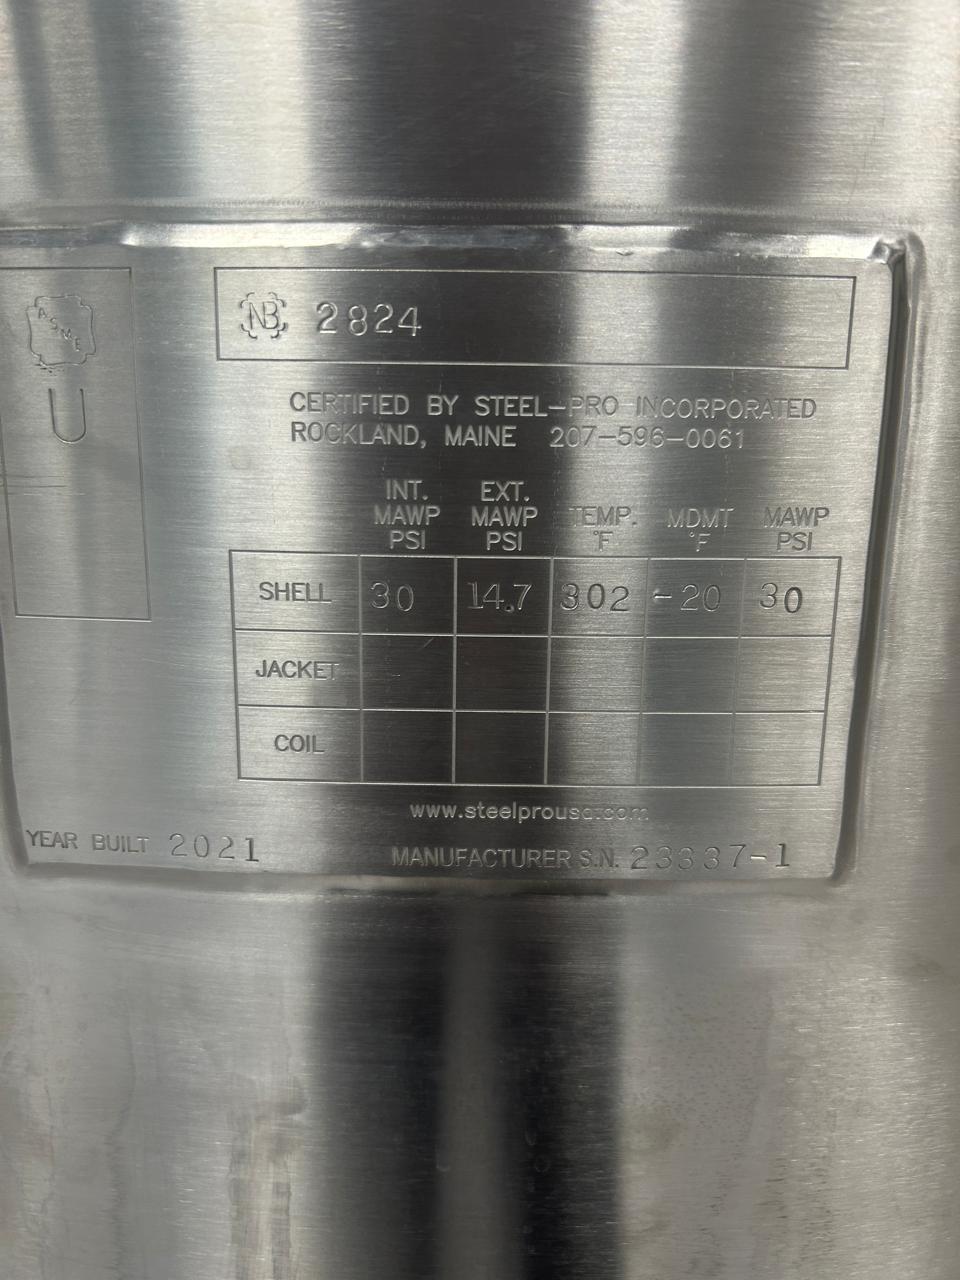 ASME
U
NB 2824
CERTIFIED BY STEEL-PRO INCORPORATED
ROCKLAND, MAINE 207-596-0061
INT. MAWP PSI EXT. MAWP PSI TEMP. °F MDMT °F MAWP PSI
SHELL 30 14.7 302 -20 30
JACKET
COIL
www.steelprousa.com
YEAR BUILT 2021
MANUFACTURER S.N. 23337-1